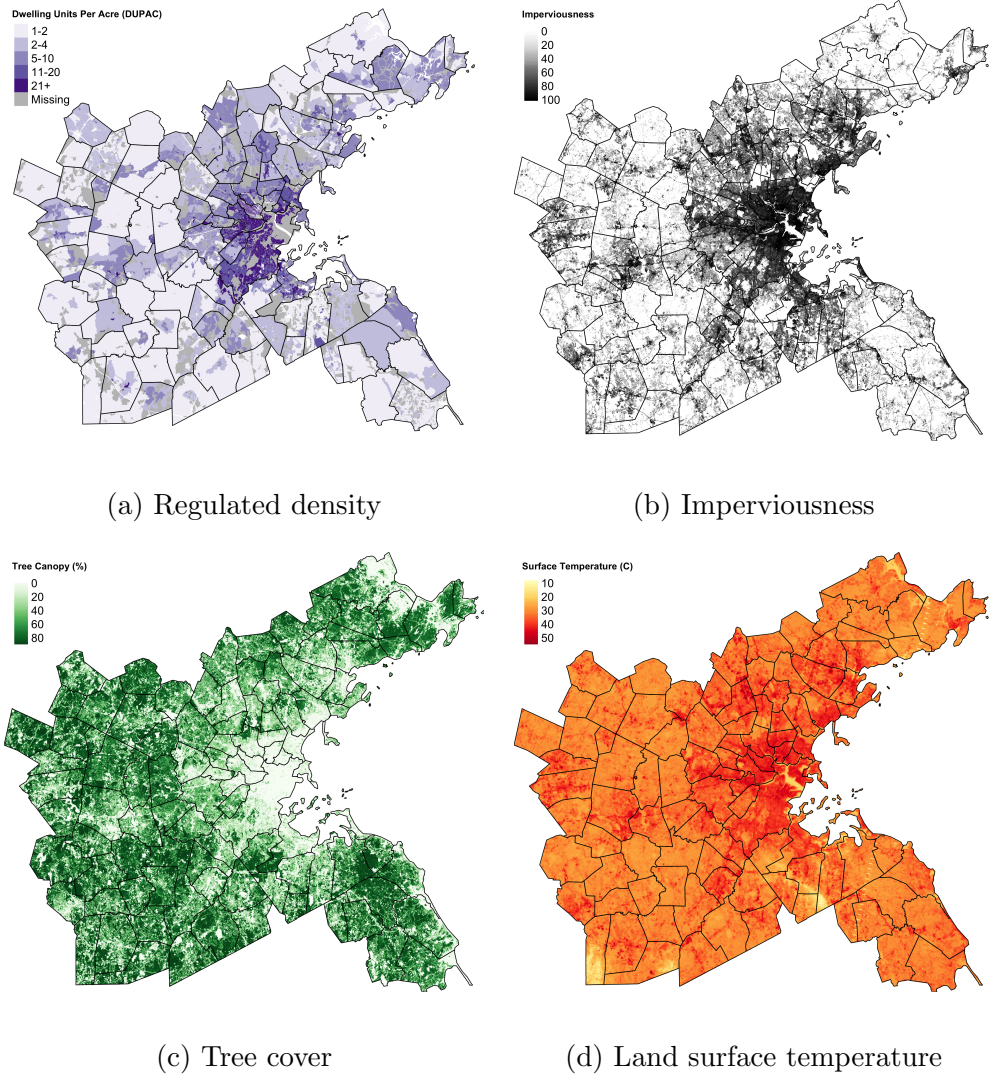 Dwelling Units Per Acre (DUPAC)
1-2
2-4
5-10
11-20
21+
Missing
Imperviousness
0
20
40
60
80
100
(a) Regulated density
(b) Imperviousness
Tree Canopy (%)
0
20
40
60
80
Surface Temperature (C)
10
20
30
40
50
(c) Tree cover
(d) Land surface temperature